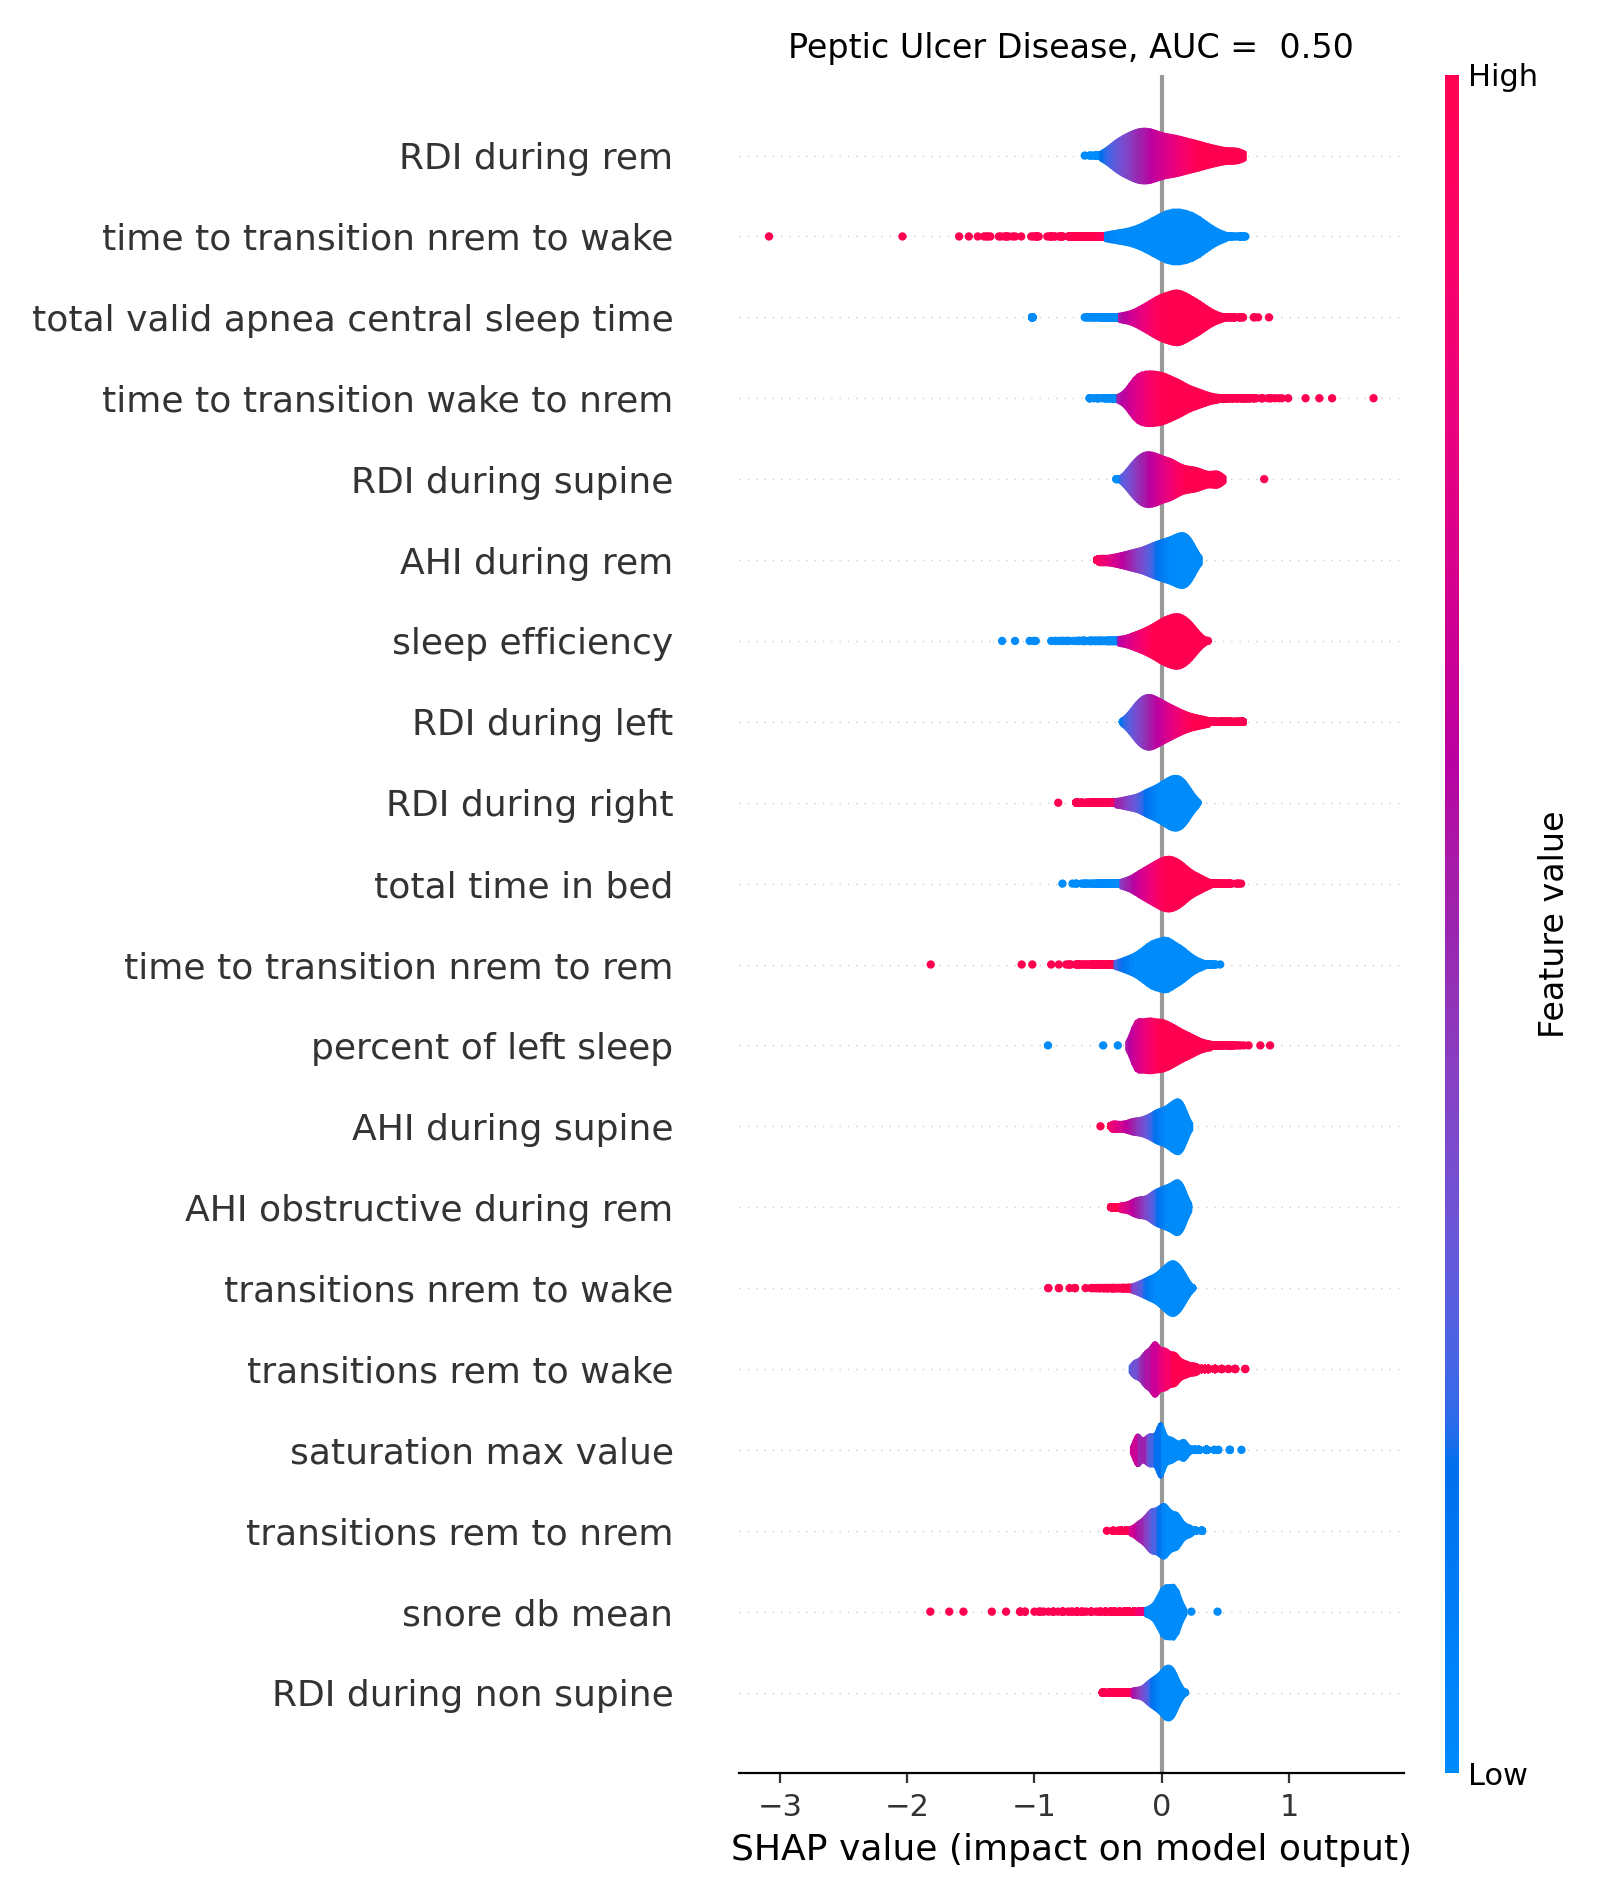 Peptic Ulcer Disease, AUC =  0.50
High
RDI during rem
time to transition nrem to wake
total valid apnea central sleep time
time to transition wake to nrem
RDI during supine
AHI during rem
sleep efficiency
RDI during left
RDI during right
total time in bed
time to transition nrem to rem
percent of left sleep
AHI during supine
AHI obstructive during rem
transitions nrem to wake
transitions rem to wake
saturation max value
transitions rem to nrem
snore db mean
RDI during non supine
Feature value
Low
−3 −2 −1 0 1
SHAP value (impact on model output)